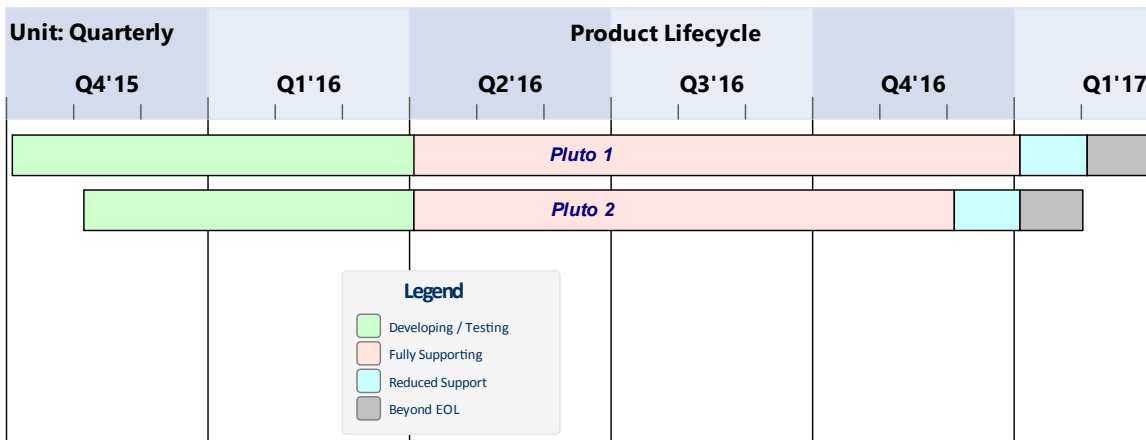 Unit: Quarterly
Product Lifecycle
Q4'15 Q1'16 Q2'16 Q3'16 Q4'16 Q1'17
Pluto 1
Pluto 2
Legend
Developing / Testing
Fully Supporting
Reduced Support
Beyond EOL